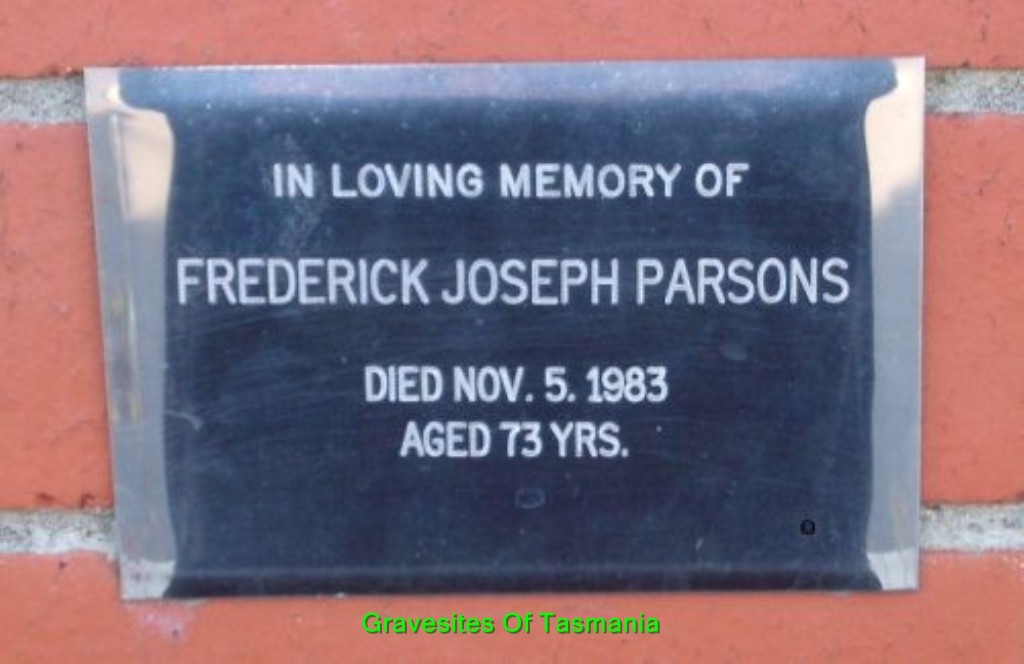 IN LOVING MEMORY OF
FREDERICK JOSEPH PARSONS
DIED NOV. 5. 1983
AGED 73 YRS.
Gravesites Of Tasmania